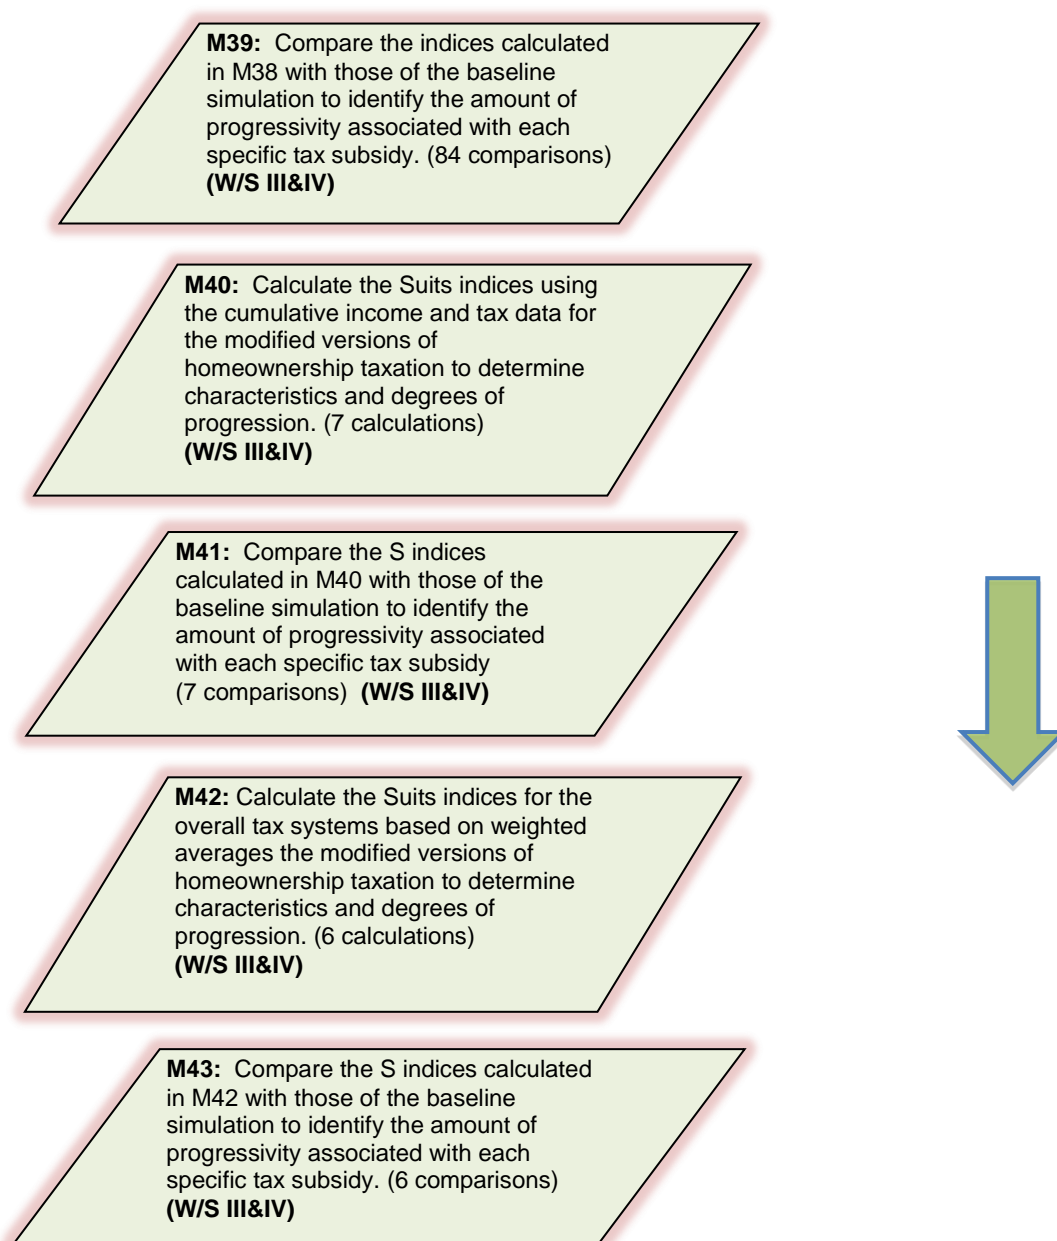 M39: Compare the indices calculated
in M38 with those of the baseline
simulation to identify the amount of
progressivity associated with each
specific tax subsidy. (84 comparisons)
(W/S III&IV)
M40: Calculate the Suits indices using
the cumulative income and tax data for
the modified versions of
homeownership taxation to determine
characteristics and degrees of
progression. (7 calculations)
(W/S III&IV)
M41: Compare the S indices
calculated in M40 with those of the
baseline simulation to identify the
amount of progressivity associated
with each specific tax subsidy
(7 comparisons) (W/S III&IV)
M42: Calculate the Suits indices for the
overall tax systems based on weighted
averages the modified versions of
homeownership taxation to determine
characteristics and degrees of
progression. (6 calculations)
(W/S III&IV)
M43: Compare the S indices calculated
in M42 with those of the baseline
simulation to identify the amount of
progressivity associated with each
specific tax subsidy. (6 comparisons)
(W/S III&IV)